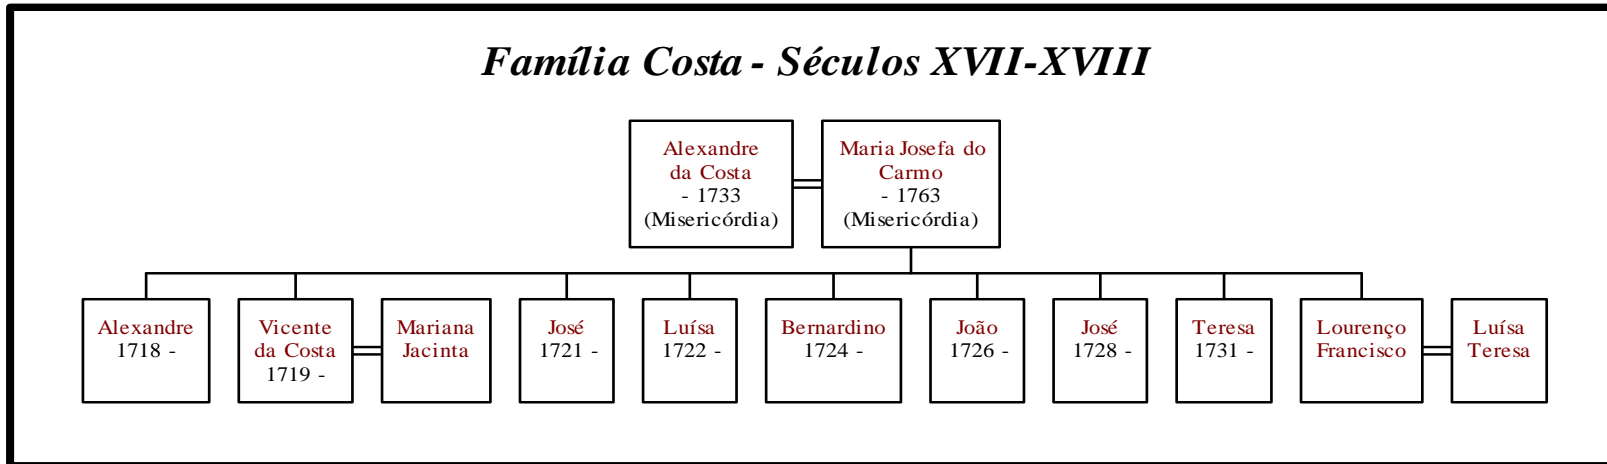 Família Costa - Séculos XVII-XVIII
Alexandre
da Costa
- 1733
(Misericórdia)
Maria Josefa do
Carmo
- 1763
(Misericórdia)
Alexandre
1718 -
Vicente
da Costa
1719 -
Mariana
Jacinta
José
1721 -
Luísa
1722 -
Bernardino
1724 -
João
1726 -
José
1728 -
Teresa
1731 -
Lourenço
Francisco
Luísa
Teresa